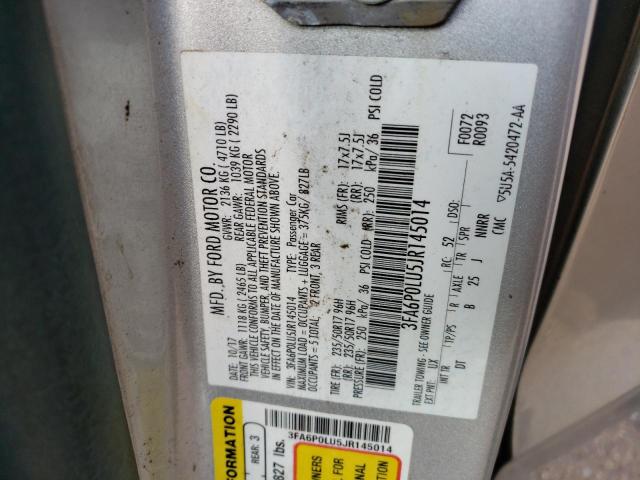 MFD. BY FORD MOTOR CO.
10/17 GVWR: 2136 KG ( 4710 LB)
FRONT GAWR: 1118 KG ( 2465 LB) REAR GAWR: 1039 KG ( 2290 LB)
THIS VEHICLE CONFORMS TO ALL APPLICABLE FEDERAL MOTOR
VEHICLE SAFETY, BUMPER, AND THEFT PREVENTION STANDARDS
IN EFFECT ON THE DATE OF MANUFACTURE SHOWN ABOVE.
VIN: 3FA6P0LU5JR145014 TYPE: Passenger Car
MAXIMUM LOAD = OCCUPANTS + LUGGAGE = 375KG/ 827LB
OCCUPANTS = 5 TOTAL: 2 FRONT, 3 REAR
TIRE (FR): 235/50R17 96H RIMS (FR): 17x7.5J
(RR): 235/50R17 96H (RR): 17x7.5J
PRESSURE (FR): 250 kPa/ 36 PSI COLD (RR): 250 kPa/ 36 PSI COLD
3FA6P0LU5JR145014
F0072
R0093
TRAILER TOWING - SEE OWNER GUIDE
EXT PNT: UX RC: 52 DSO:
INT TR TP/PS R AXLE TR SPR
DT B 25 J NNRR
CMC 5U5A-5420472-AA
3FA6P0LU5JR145014
REAR: 3
827 lbs.